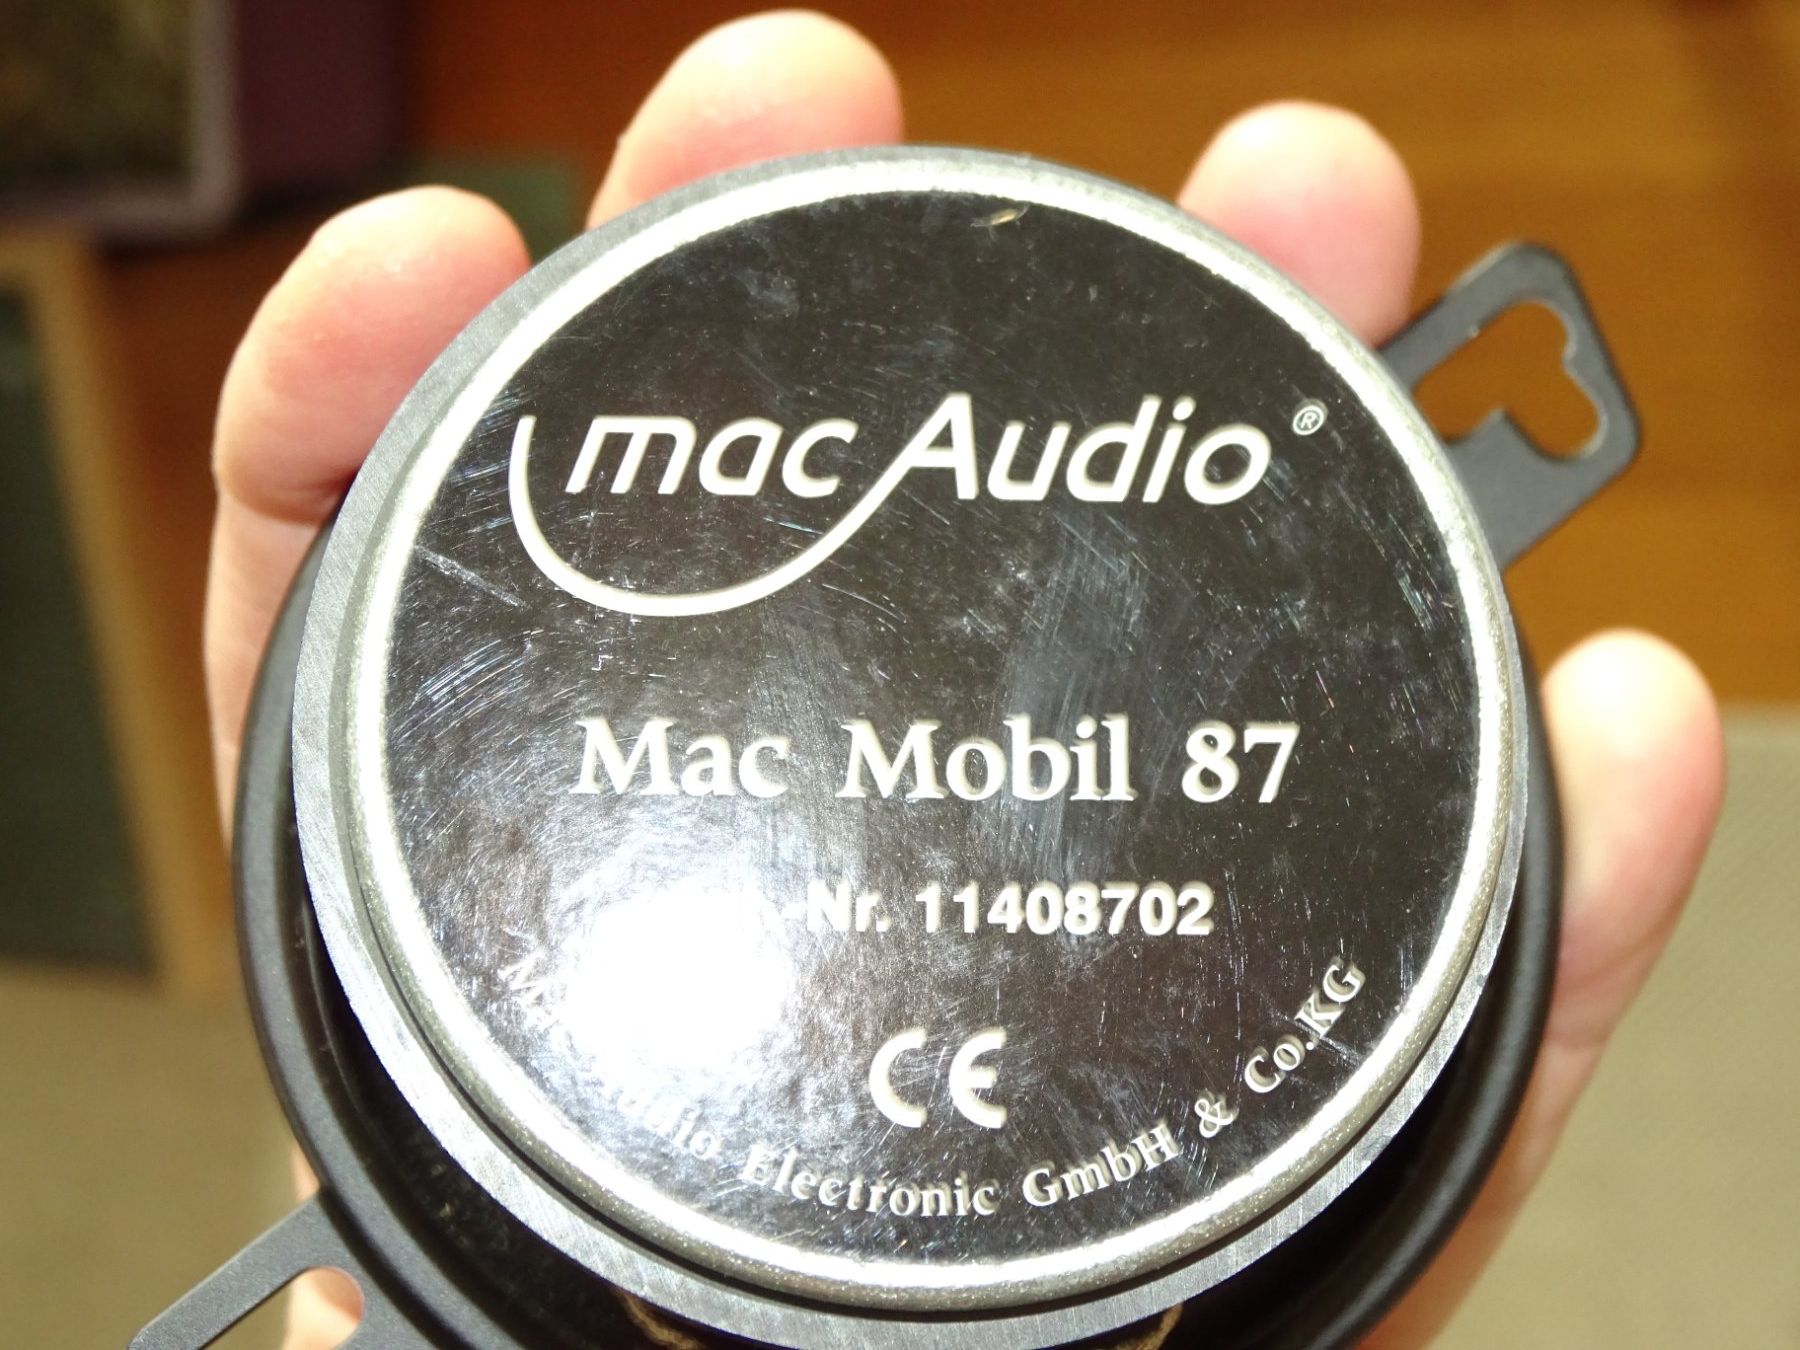 mac Audio®
Mac Mobil 87
-Nr. 11408702
CE
Electronic GmbH & Co.KG